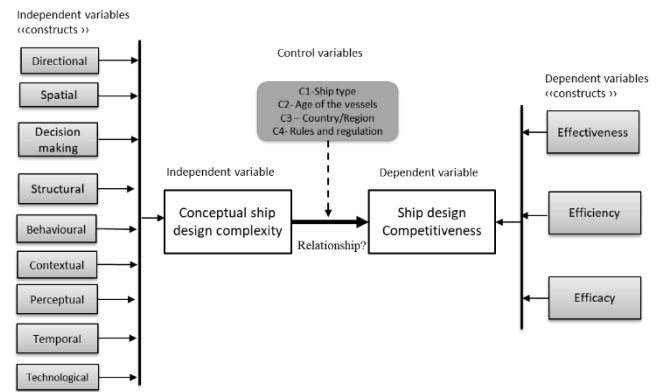 Independent variables
‹‹constructs ››
Directional
Spatial
Decision
making
Structural
Behavioural
Contextual
Perceptual
Temporal
Technological
Control variables
C1-Ship type
C2- Age of the vessels
C3 – Country/Region
C4- Rules and regulation
Independent variable
Conceptual ship
design complexity
Relationship?
Dependent variable
Ship design
Competitiveness
Dependent variables
‹‹constructs ››
Effectiveness
Efficiency
Efficacy